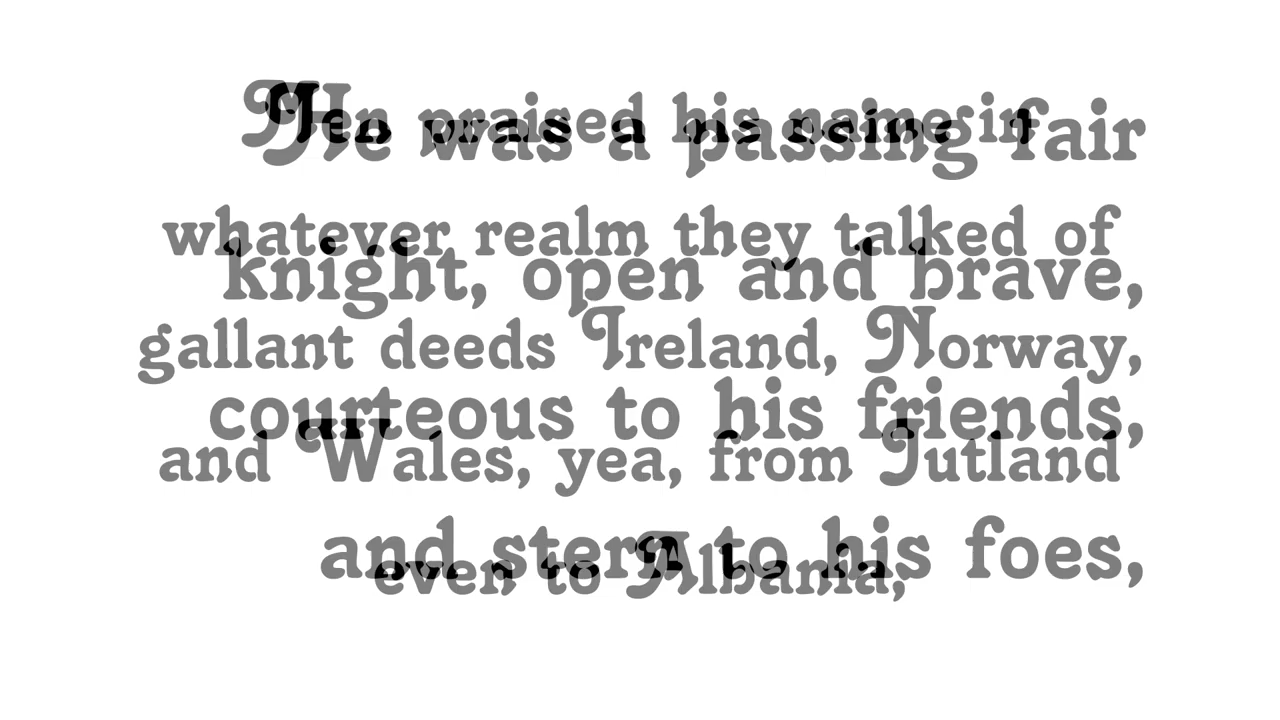 He was a passing fair
knight, open and brave,
courteous to his friends,
and stern to his foes,
Men praised his name in
whatever realm they talked of
gallant deeds Ireland, Norway,
and Wales, yea, from Jutland
even to Albania,